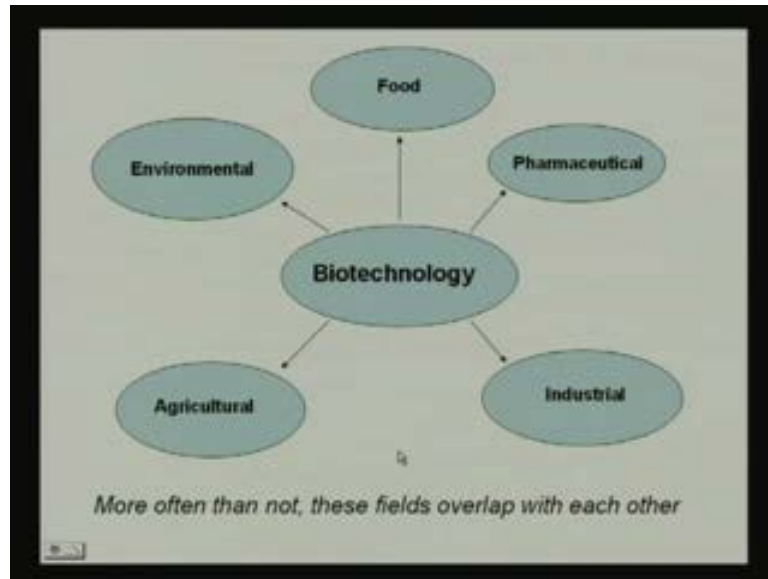 Food
Environmental
Pharmaceutical
Biotechnology
Agricultural
Industrial
More often than not, these fields overlap with each other